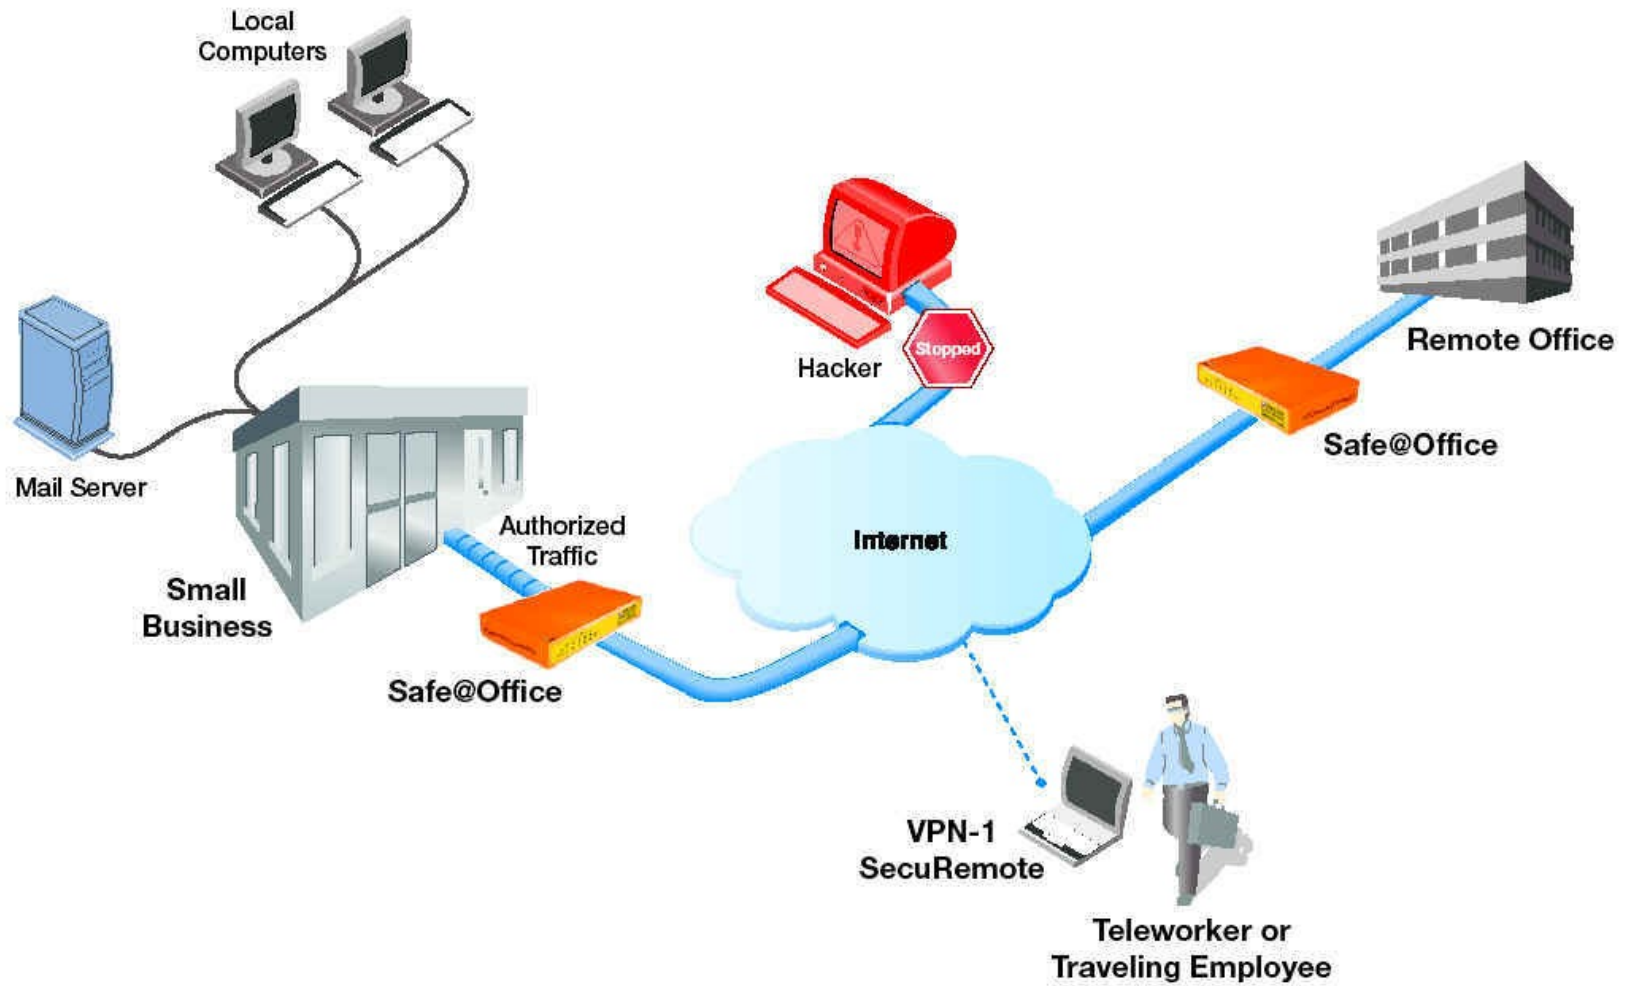 Local
Computers
Mail Server
Small
Business
Authorized
Traffic
Safe@Office
Hacker
Stopped
Internet
Remote Office
Safe@Office
VPN-1
SecuRemote
Teleworker or
Traveling Employee